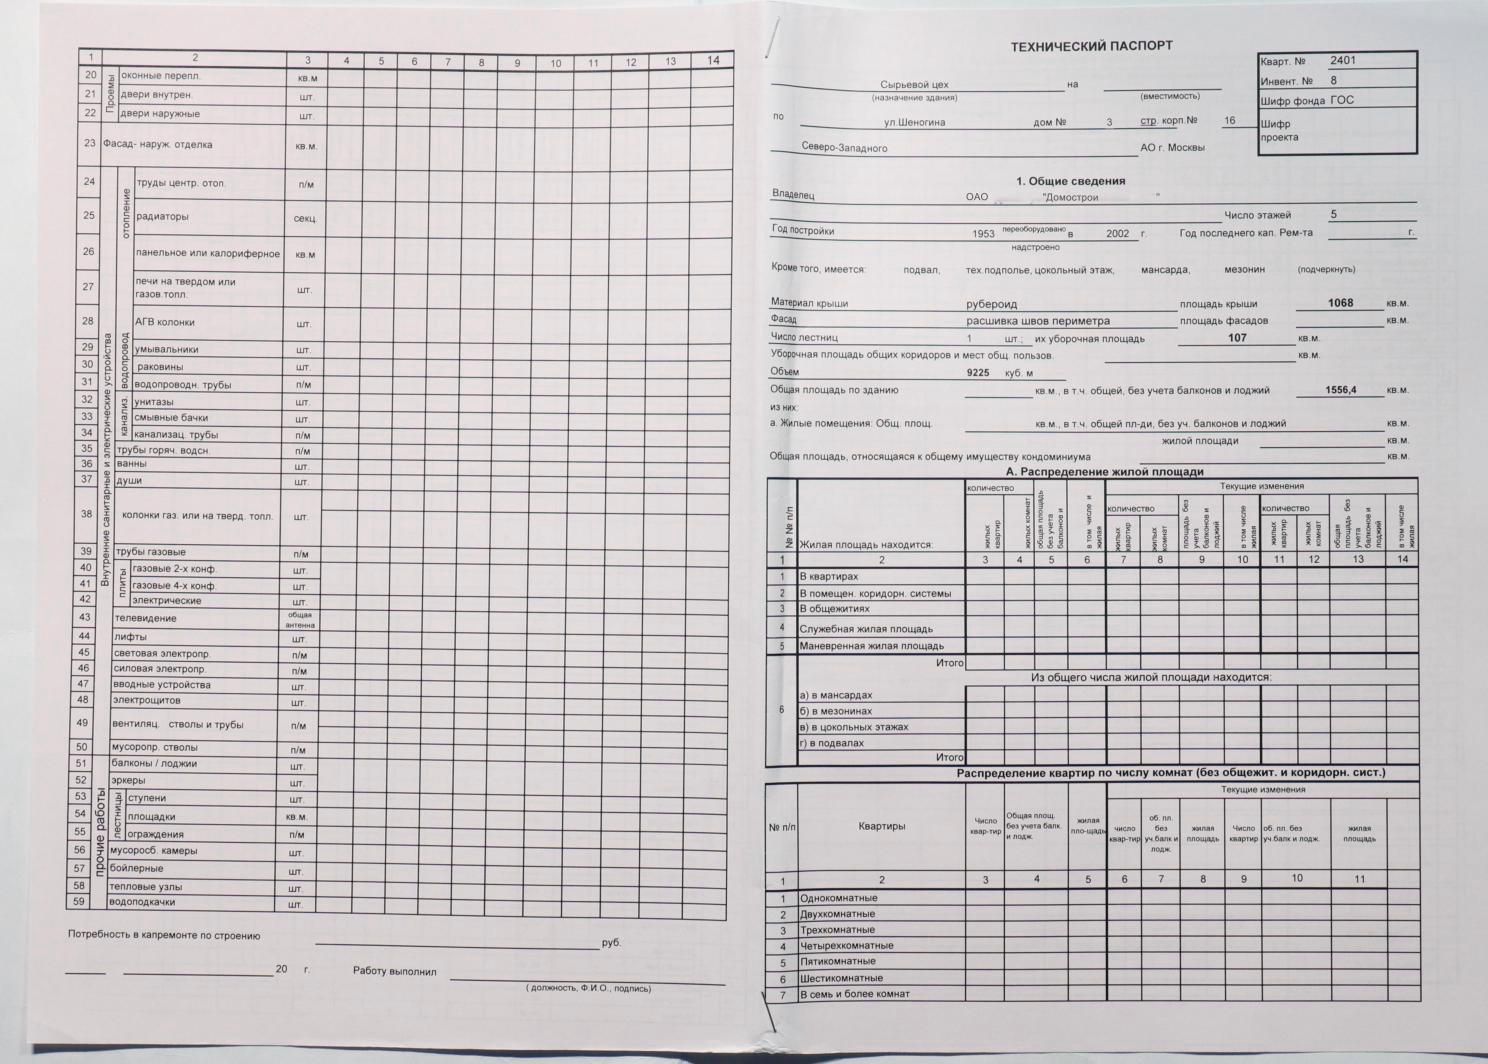 1 2 3 4 5 6 7 8 9 10 11 12 13 14
Проемы
20 оконные перепл. кв.м
21 двери внутрен. шт.
22 двери наружные шт.
23 Фасад- наруж. отделка кв.м.
Внутренние санитарные и электрические устройства
отопление
24 труды центр. отоп. п/м
25 радиаторы секц.
26 панельное или калориферное кв.м
27 печи на твердом или газов.топл. шт.
28 АГВ колонки шт.
водопровод
29 умывальники шт.
30 раковины шт.
31 водопроводн. трубы п/м
канализ.
32 унитазы шт.
33 смывные бачки шт.
34 канализац. трубы п/м
35 трубы горяч. водсн. п/м
36 ванны шт.
37 души шт.
38 колонки газ. или на тверд. топл. шт.
39 трубы газовые п/м
плиты
40 газовые 2-х конф. шт.
41 газовые 4-х конф. шт.
42 электрические шт.
43 телевидение общая антенна
44 лифты шт.
45 световая электропр. п/м
46 силовая электропр. п/м
47 вводные устройства шт.
48 электрощитов шт.
49 вентиляц. стволы и трубы п/м
50 мусоропр. стволы п/м
прочие работы
51 балконы / лоджии шт.
52 эркеры шт.
лестницы
53 ступени шт.
54 площадки кв.м.
55 ограждения п/м
56 мусоросб. камеры шт.
57 бойлерные шт.
58 тепловые узлы шт.
59 водоподкачки шт.
Потребность в капремонте по строению руб.
20 г. Работу выполнил
( должность, Ф.И.О., подпись)
ТЕХНИЧЕСКИЙ ПАСПОРТ
Кварт. № 2401
Инвент. № 8
Шифр фонда ГОС
Шифр
проекта
Сырьевой цех на
(назначение здания) (вместимость)
по ул.Шеногина дом № 3 стр. корп.№ 16
Северо-Западного АО г. Москвы
1. Общие сведения
Владелец ОАО "Домострои "
Число этажей 5
Год постройки 1953 переоборудовано в 2002 г. Год последнего кап. Рем-та г.
надстроено
Кроме того, имеется: подвал, тех.подполье, цокольный этаж, мансарда, мезонин (подчеркнуть)
Материал крыши рубероид площадь крыши 1068 кв.м.
Фасад расшивка швов периметра площадь фасадов кв.м.
Число лестниц 1 шт.; их уборочная площадь 107 кв.м.
Уборочная площадь общих коридоров и мест общ. пользов. кв.м.
Объем 9225 куб. м
Общая площадь по зданию кв.м., в т.ч. общей, без учета балконов и лоджий 1556,4 кв.м.
из них:
а. Жилые помещения: Общ. площ. кв.м., в т.ч. общей пл-ди, без уч. балконов и лоджий кв.м.
жилой площади кв.м.
Общая площадь, относящаяся к общему имуществу кондоминиума кв.м.
А. Распределение жилой площади
количество Текущие изменения
количество количество
№ № п/п Жилая площадь находится: жилых квартир жилых комнат общая площадь без учета балконов и в том числе и жилая жилых квартир жилых комнат площадь без учета балконов и лоджий в том числе жилая жилых квартир жилых комнат общая площадь без учета балконов и лоджий в том числе жилая
1 2 3 4 5 6 7 8 9 10 11 12 13 14
1 В квартирах
2 В помещен. коридорн. системы
3 В общежитиях
4 Служебная жилая площадь
5 Маневренная жилая площадь
Итого
Из общего числа жилой площади находится:
6
а) в мансардах
б) в мезонинах
в) в цокольных этажах
г) в подвалах
Итого
Распределение квартир по числу комнат (без общежит. и коридорн. сист.)
Текущие изменения
№ п/п Квартиры Число квар-тир Общая площ. без учета балк. и лодж. жилая пло-щадь число квар-тир об. пл. без уч.балк и лодж. жилая площадь Число квартир об. пл. без уч.балк и лодж. жилая площадь
1 2 3 4 5 6 7 8 9 10 11
1 Однокомнатные
2 Двухкомнатные
3 Трехкомнатные
4 Четырехкомнатные
5 Пятикомнатные
6 Шестикомнатные
7 В семь и более комнат